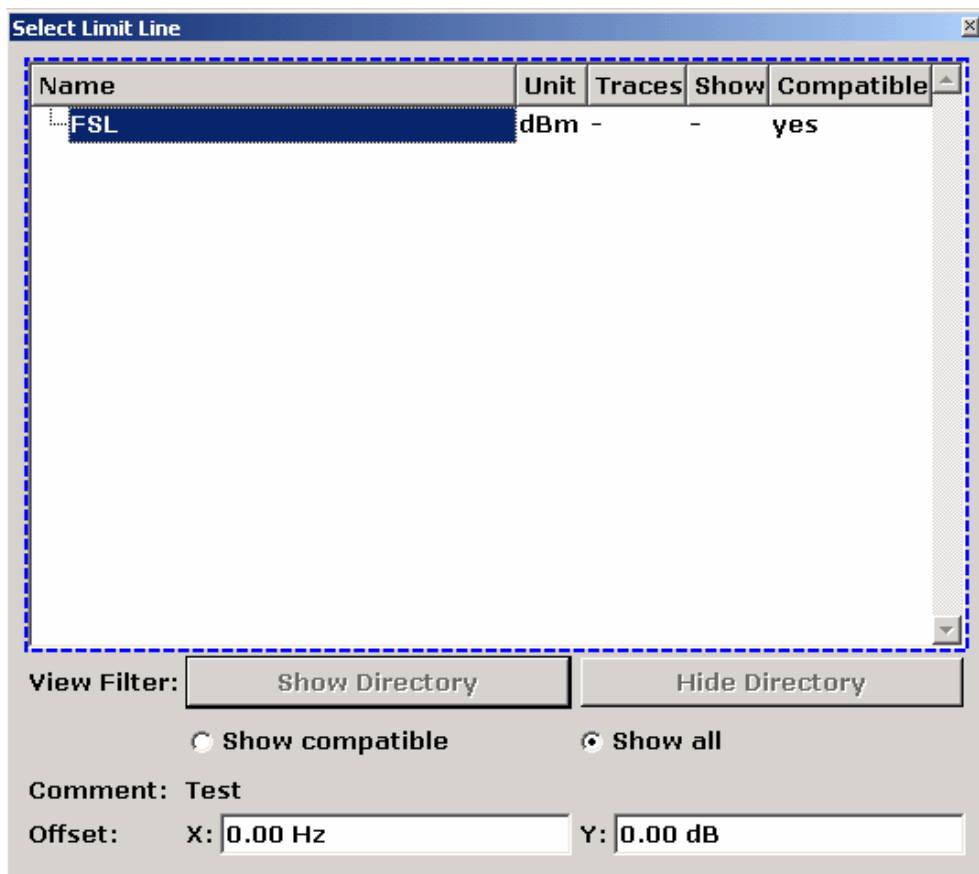 Select Limit Line
Name Unit Traces Show Compatible
FSL dBm - - yes
View Filter: Show Directory Hide Directory
Show compatible Show all
Comment: Test
Offset: X: 0.00 Hz Y: 0.00 dB